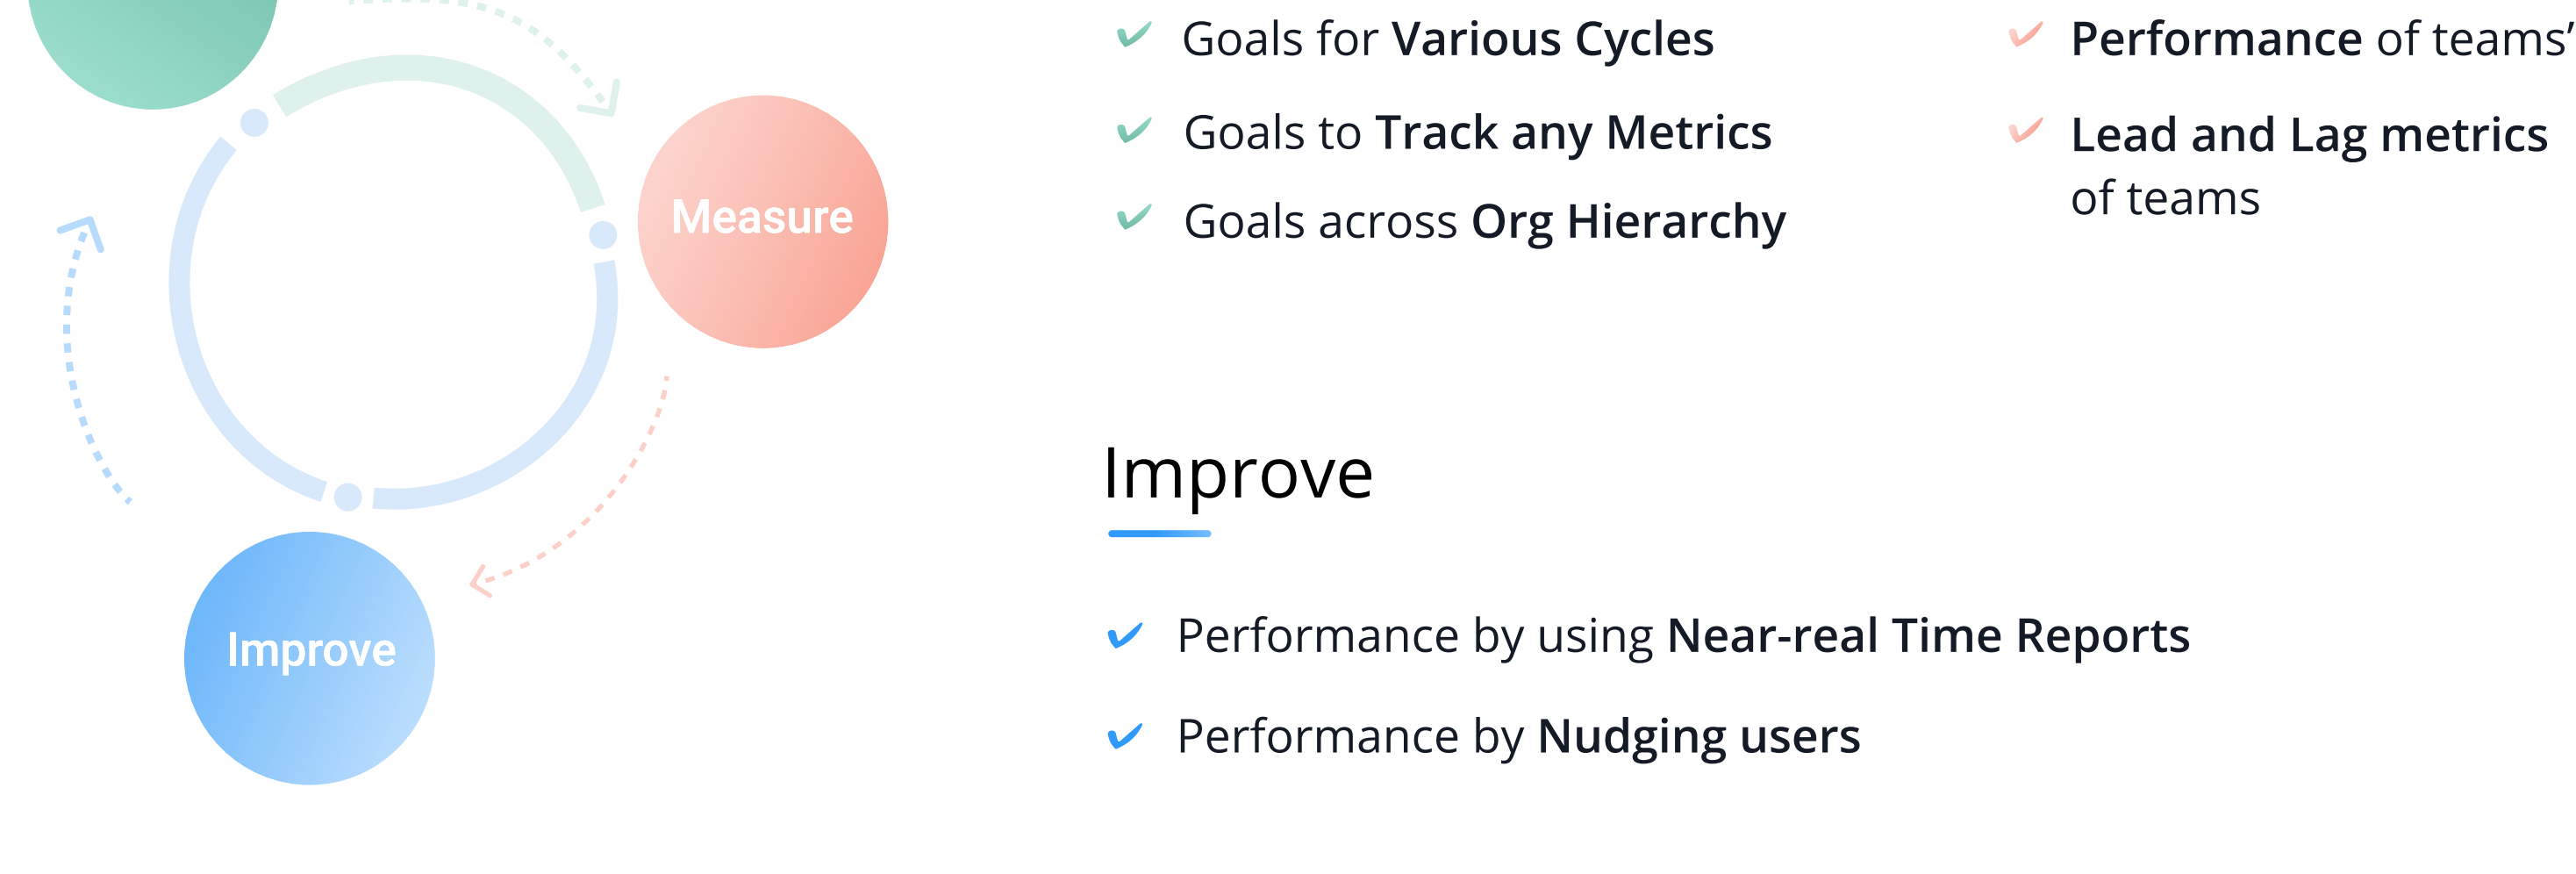 Measure
Improve
Goals for Various Cycles
Goals to Track any Metrics
Goals across Org Hierarchy
Performance of teams’
Lead and Lag metrics
of teams
Improve
Performance by using Near-real Time Reports
Performance by Nudging users